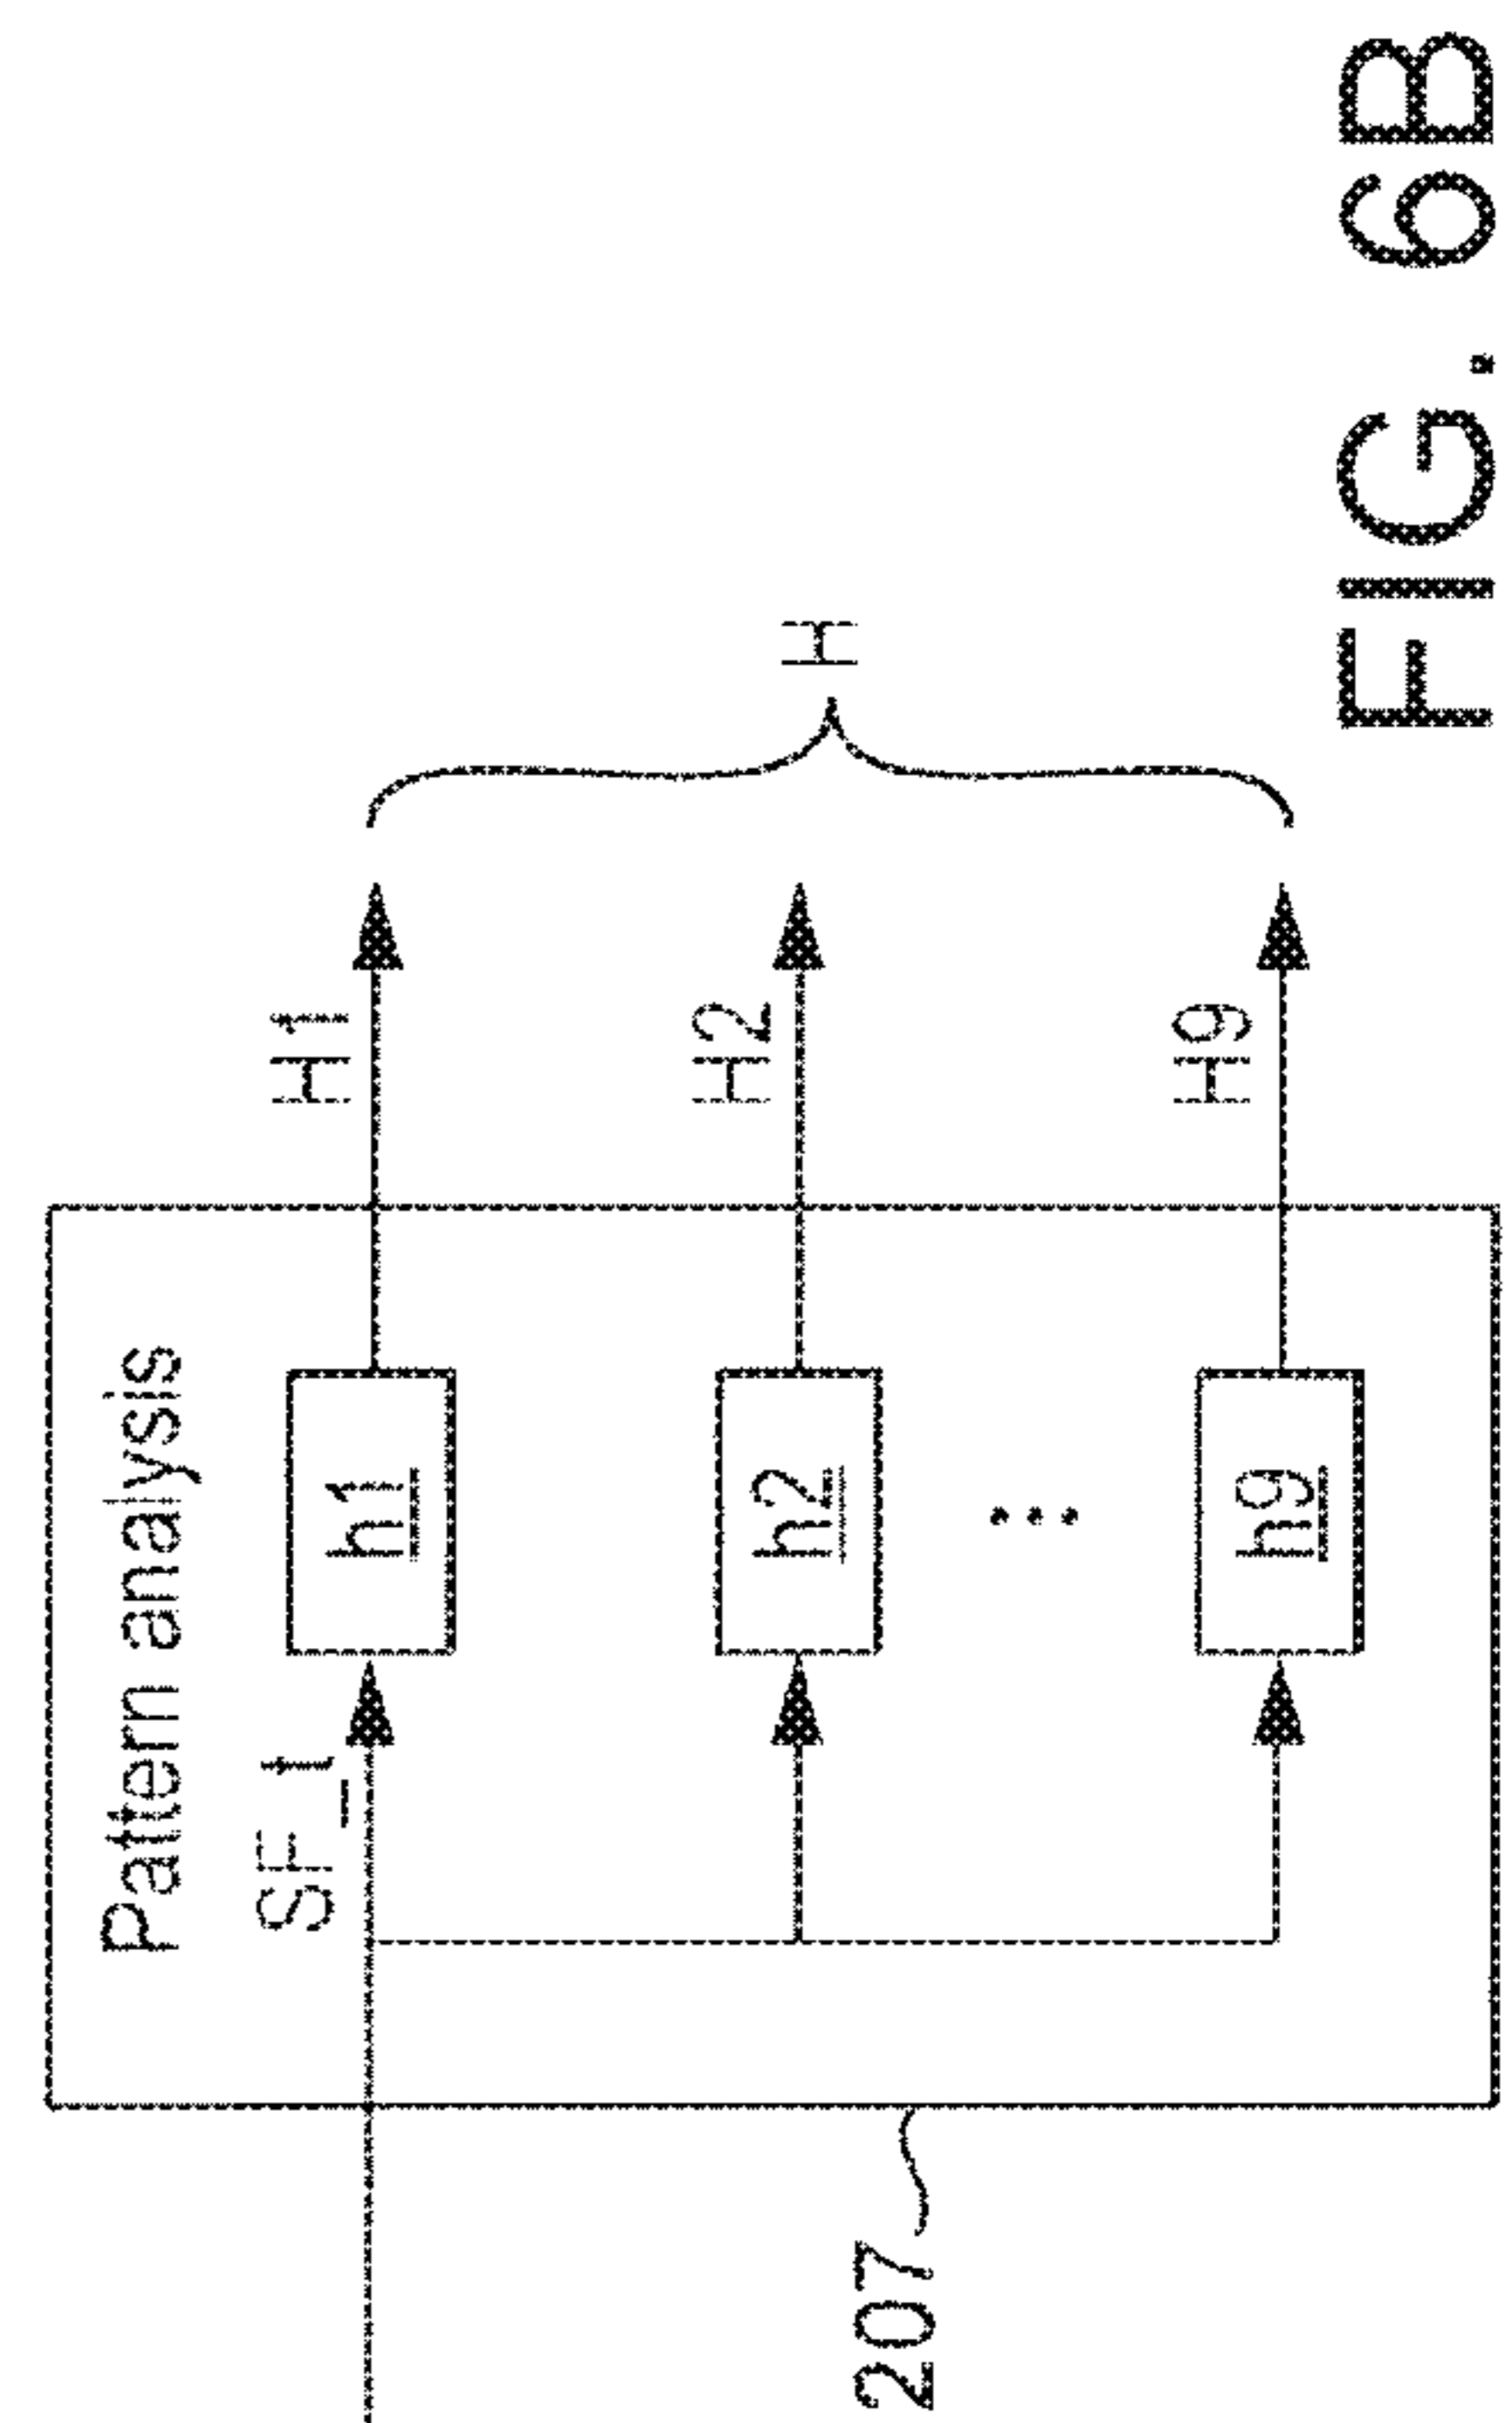 Pattern analysis
SF_t
h1
H1
h2
H2
...
h9
H9
H
207
FIG. 6B